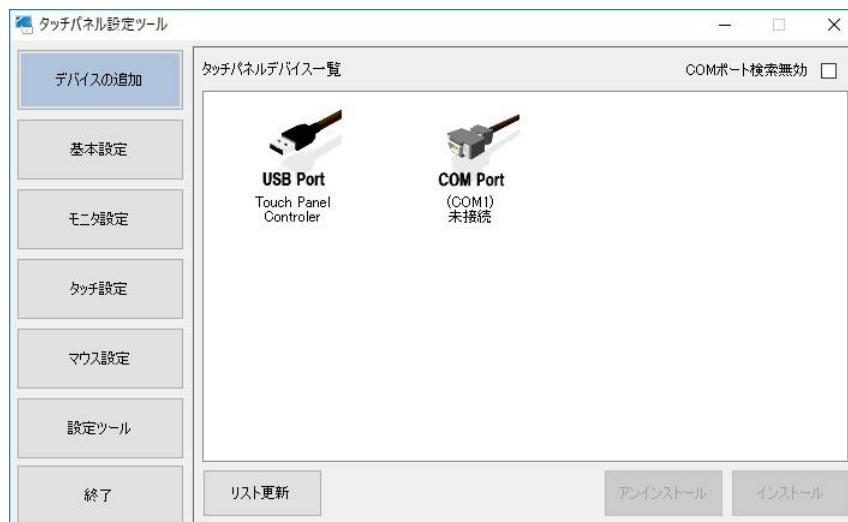 タッチパネル設定ツール
デバイスの追加
基本設定
モニタ設定
タッチ設定
マウス設定
設定ツール
終了
タッチパネルデバイス一覧
COMポート検索無効
USB Port
Touch Panel
Controler
COM Port
(COM1)
未接続
リスト更新
アンインストール
インストール